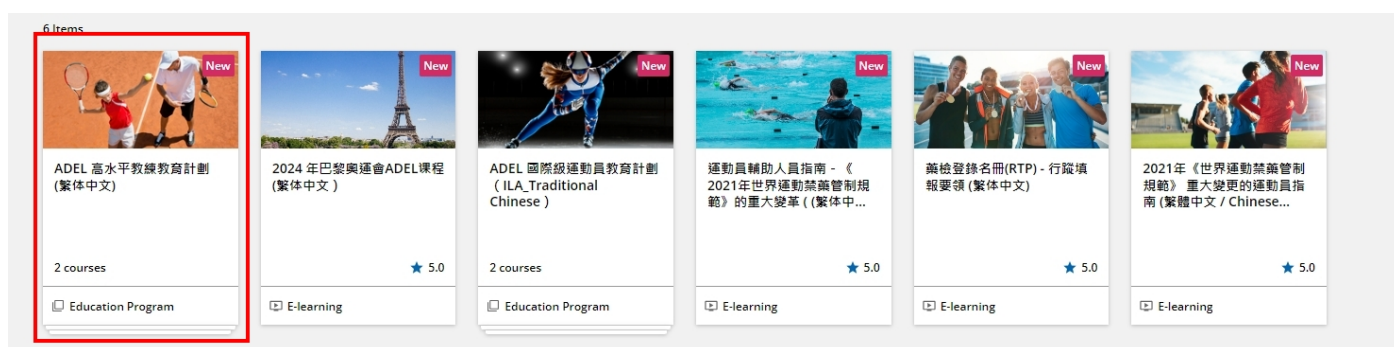 6 Items
New
New
New
New
New
New
ADEL 高水平教練教育計劃
(繁体中文)
2 courses
Education Program
2024 年巴黎奧運會ADEL课程
(繁体中文 )
5.0
E-learning
ADEL 國際級運動員教育計劃
( ILA_Traditional
Chinese )
2 courses
Education Program
運動員輔助人員指南 - 《
2021年世界運動禁藥管制規
範》的重大變革 ( (繁体中...
5.0
E-learning
藥檢登錄名冊(RTP) - 行蹤填
報要領 (繁体中文)
5.0
E-learning
2021年《世界運動禁藥管制
規範》 重大變更的運動員指
南 (繁體中文 / Chinese...
5.0
E-learning